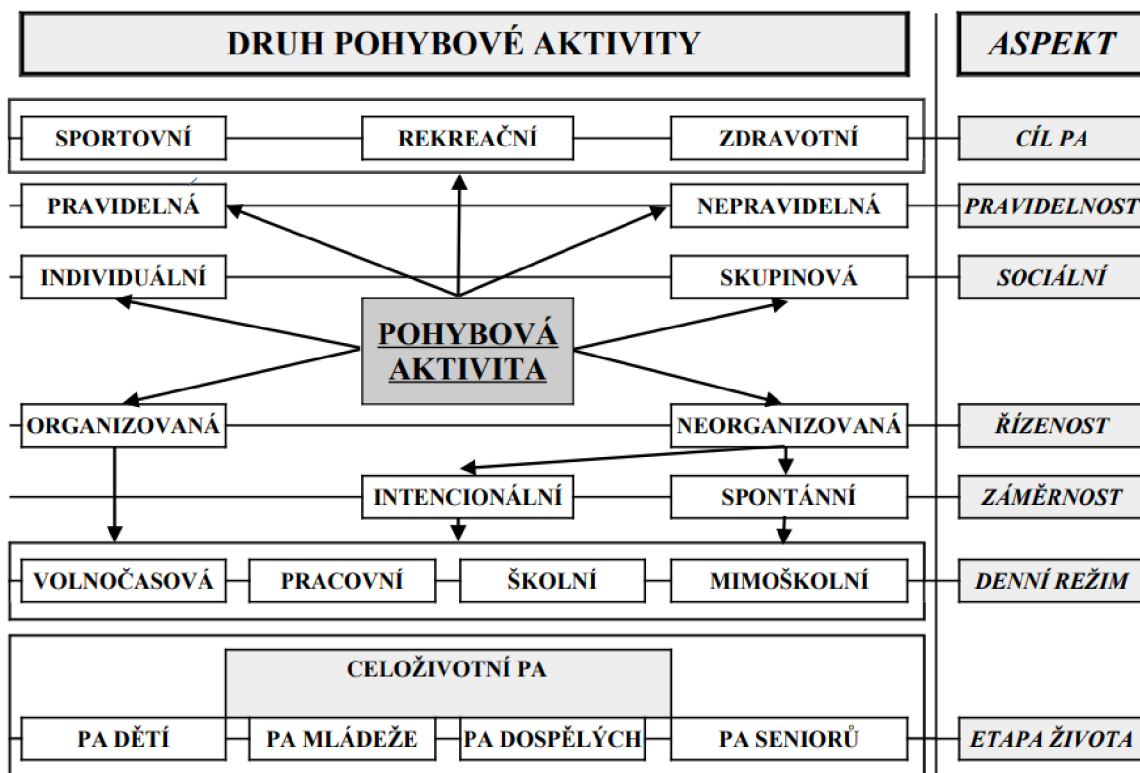 DRUH POHYBOVÉ AKTIVITY ASPEKT
SPORTOVNÍ REKREAČNÍ ZDRAVOTNÍ CÍL PA
PRAVIDELNÁ NEPRAVIDELNÁ PRAVIDELNOST
INDIVIDUÁLNÍ SKUPINOVÁ SOCIÁLNÍ
POHYBOVÁ
AKTIVITA
ORGANIZOVANÁ NEORGANIZOVANÁ ŘÍZENOST
INTENCIONÁLNÍ SPONTÁNNÍ ZÁMĚRNOST
VOLNOČASOVÁ PRACOVNÍ ŠKOLNÍ MIMOŠKOLNÍ DENNÍ REŽIM
CELOŽIVOTNÍ PA
PA DĚTÍ PA MLÁDEŽE PA DOSPĚLÝCH PA SENIORŮ ETAPA ŽIVOTA